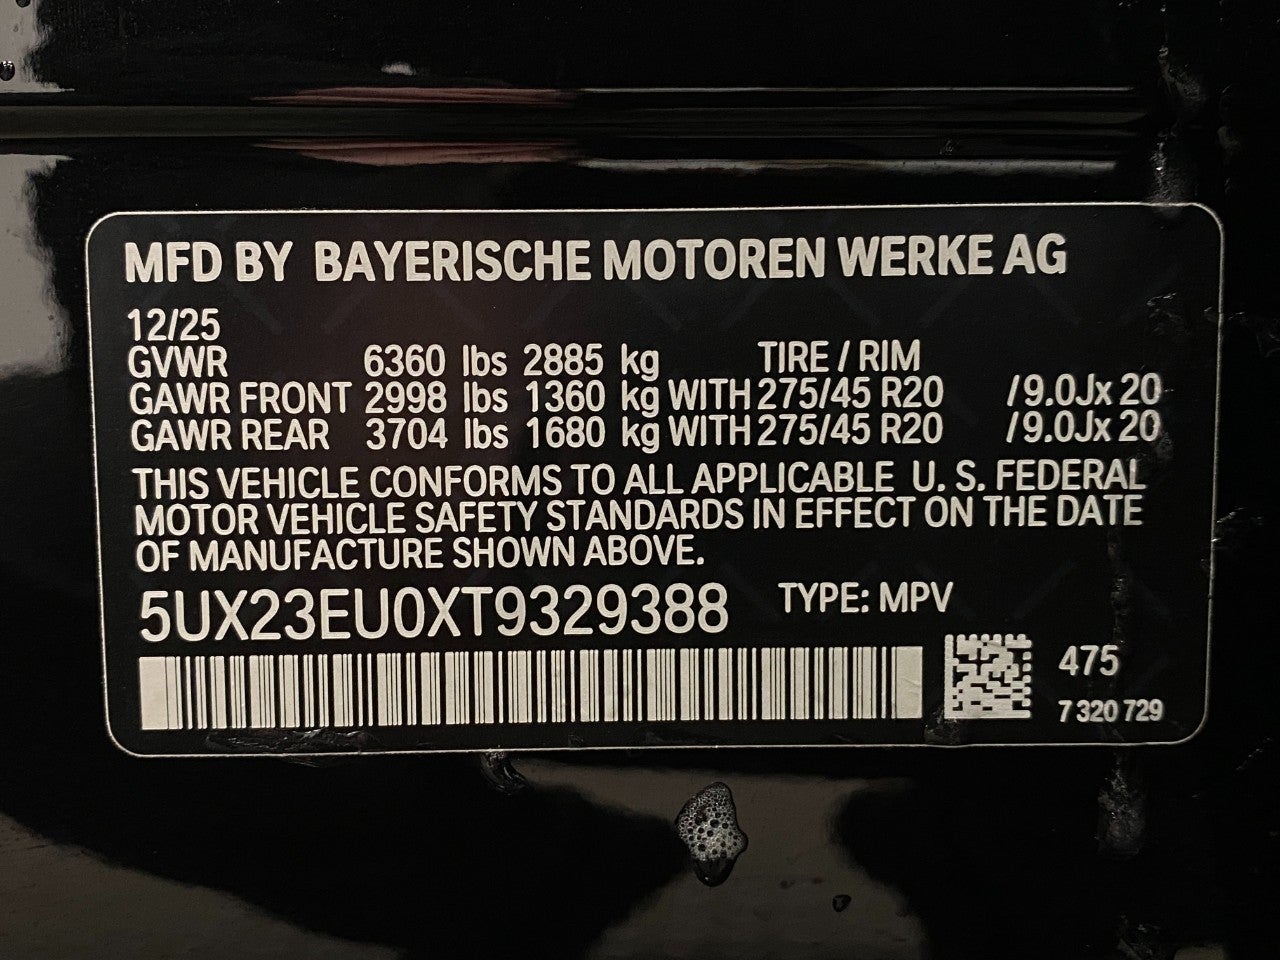 MFD BY BAYERISCHE MOTOREN WERKE AG
12/25
GVWR 6360 lbs 2885 kg TIRE / RIM
GAWR FRONT 2998 lbs 1360 kg WITH 275/45 R20 /9.0Jx 20
GAWR REAR 3704 lbs 1680 kg WITH 275/45 R20 /9.0Jx 20
THIS VEHICLE CONFORMS TO ALL APPLICABLE U. S. FEDERAL
MOTOR VEHICLE SAFETY STANDARDS IN EFFECT ON THE DATE
OF MANUFACTURE SHOWN ABOVE.
5UX23EU0XT9329388 TYPE: MPV
475
7 320 729